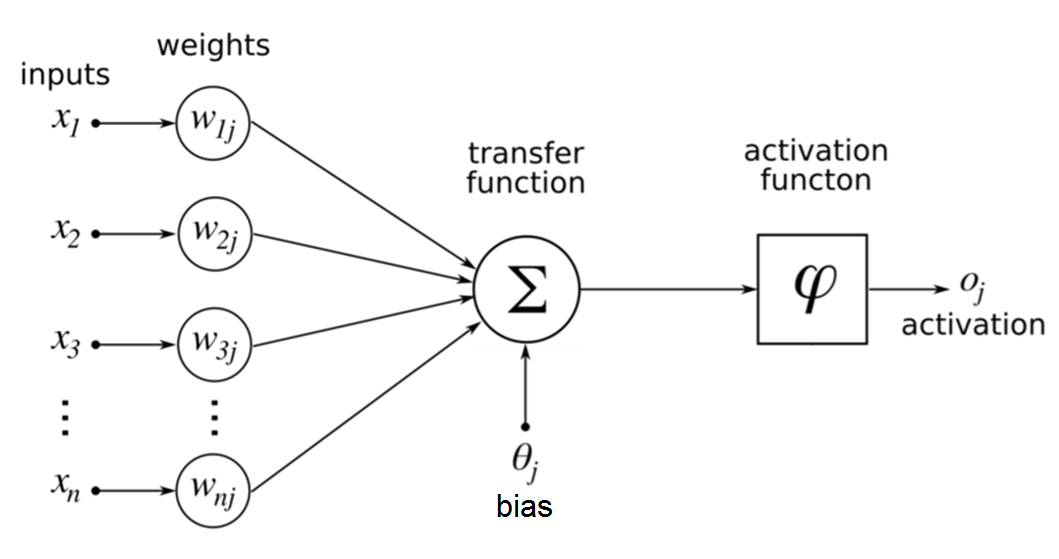 weights
inputs
x1
w1j
transfer
function
activation
functon
x2
w2j
Σ
φ
oj
activation
x3
w3j
⋮
⋮
θj
xn
wnj
bias